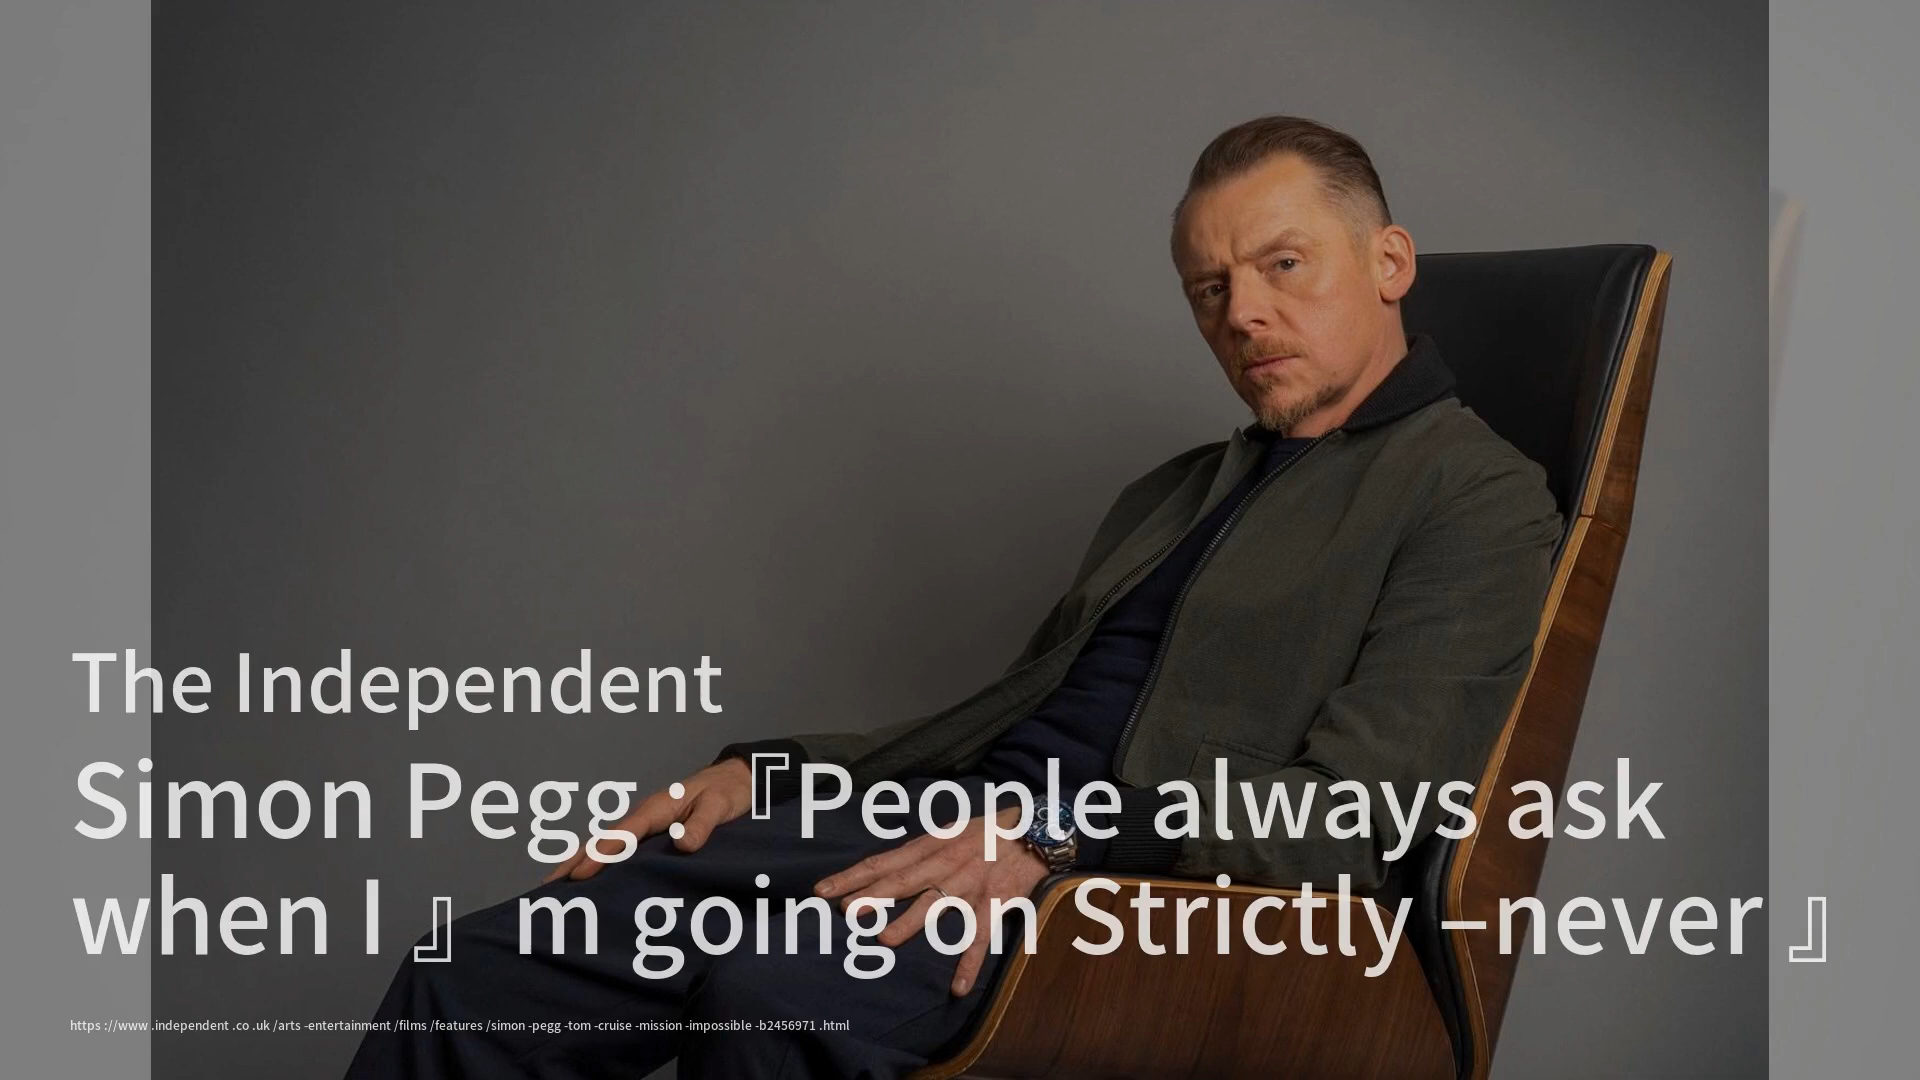 The Independent
Simon Pegg : 『People always ask
when I 』 m going on Strictly –never 』
https ://www .independent .co .uk /arts -entertainment /films /features /simon -pegg -tom -cruise -mission -impossible -b2456971 .html